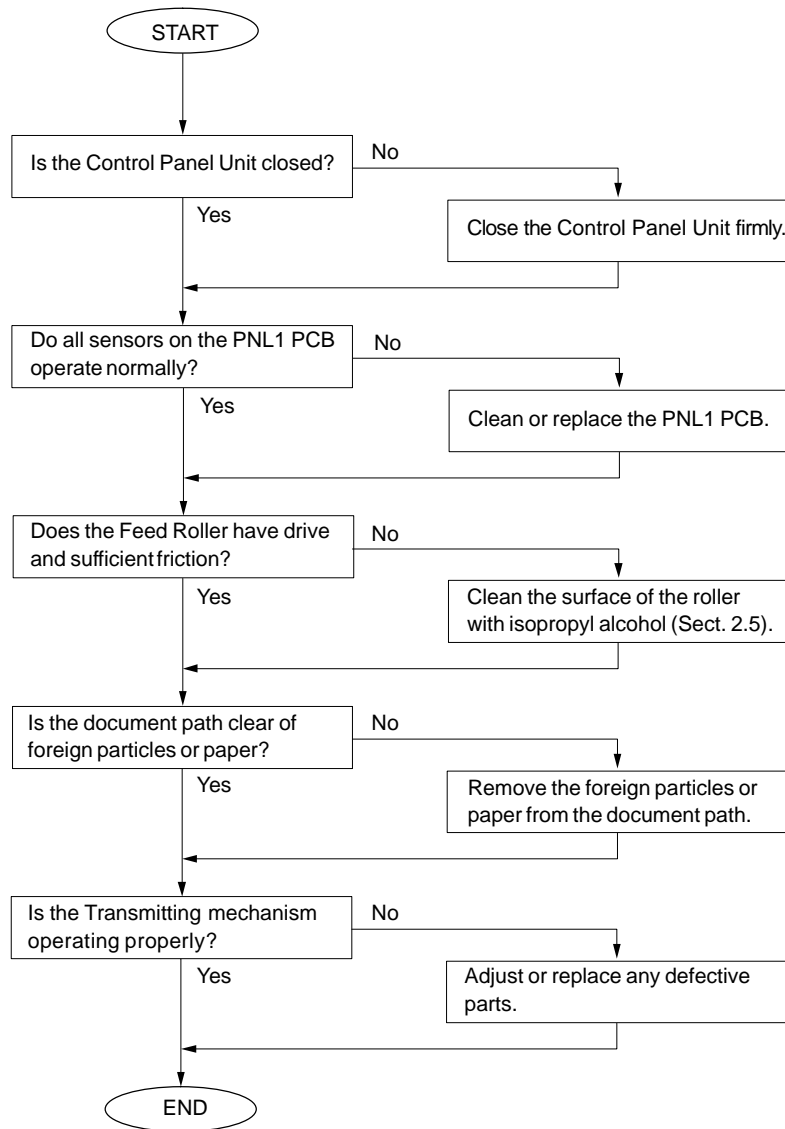 START
Is the Control Panel Unit closed?
No
Yes
Close the Control Panel Unit firmly.
Do all sensors on the PNL1 PCB
operate normally?
No
Yes
Clean or replace the PNL1 PCB.
Does the Feed Roller have drive
and sufficient friction?
No
Yes
Clean the surface of the roller
with isopropyl alcohol (Sect. 2.5).
Is the document path clear of
foreign particles or paper?
No
Yes
Remove the foreign particles or
paper from the document path.
Is the Transmitting mechanism
operating properly?
No
Yes
Adjust or replace any defective
parts.
END